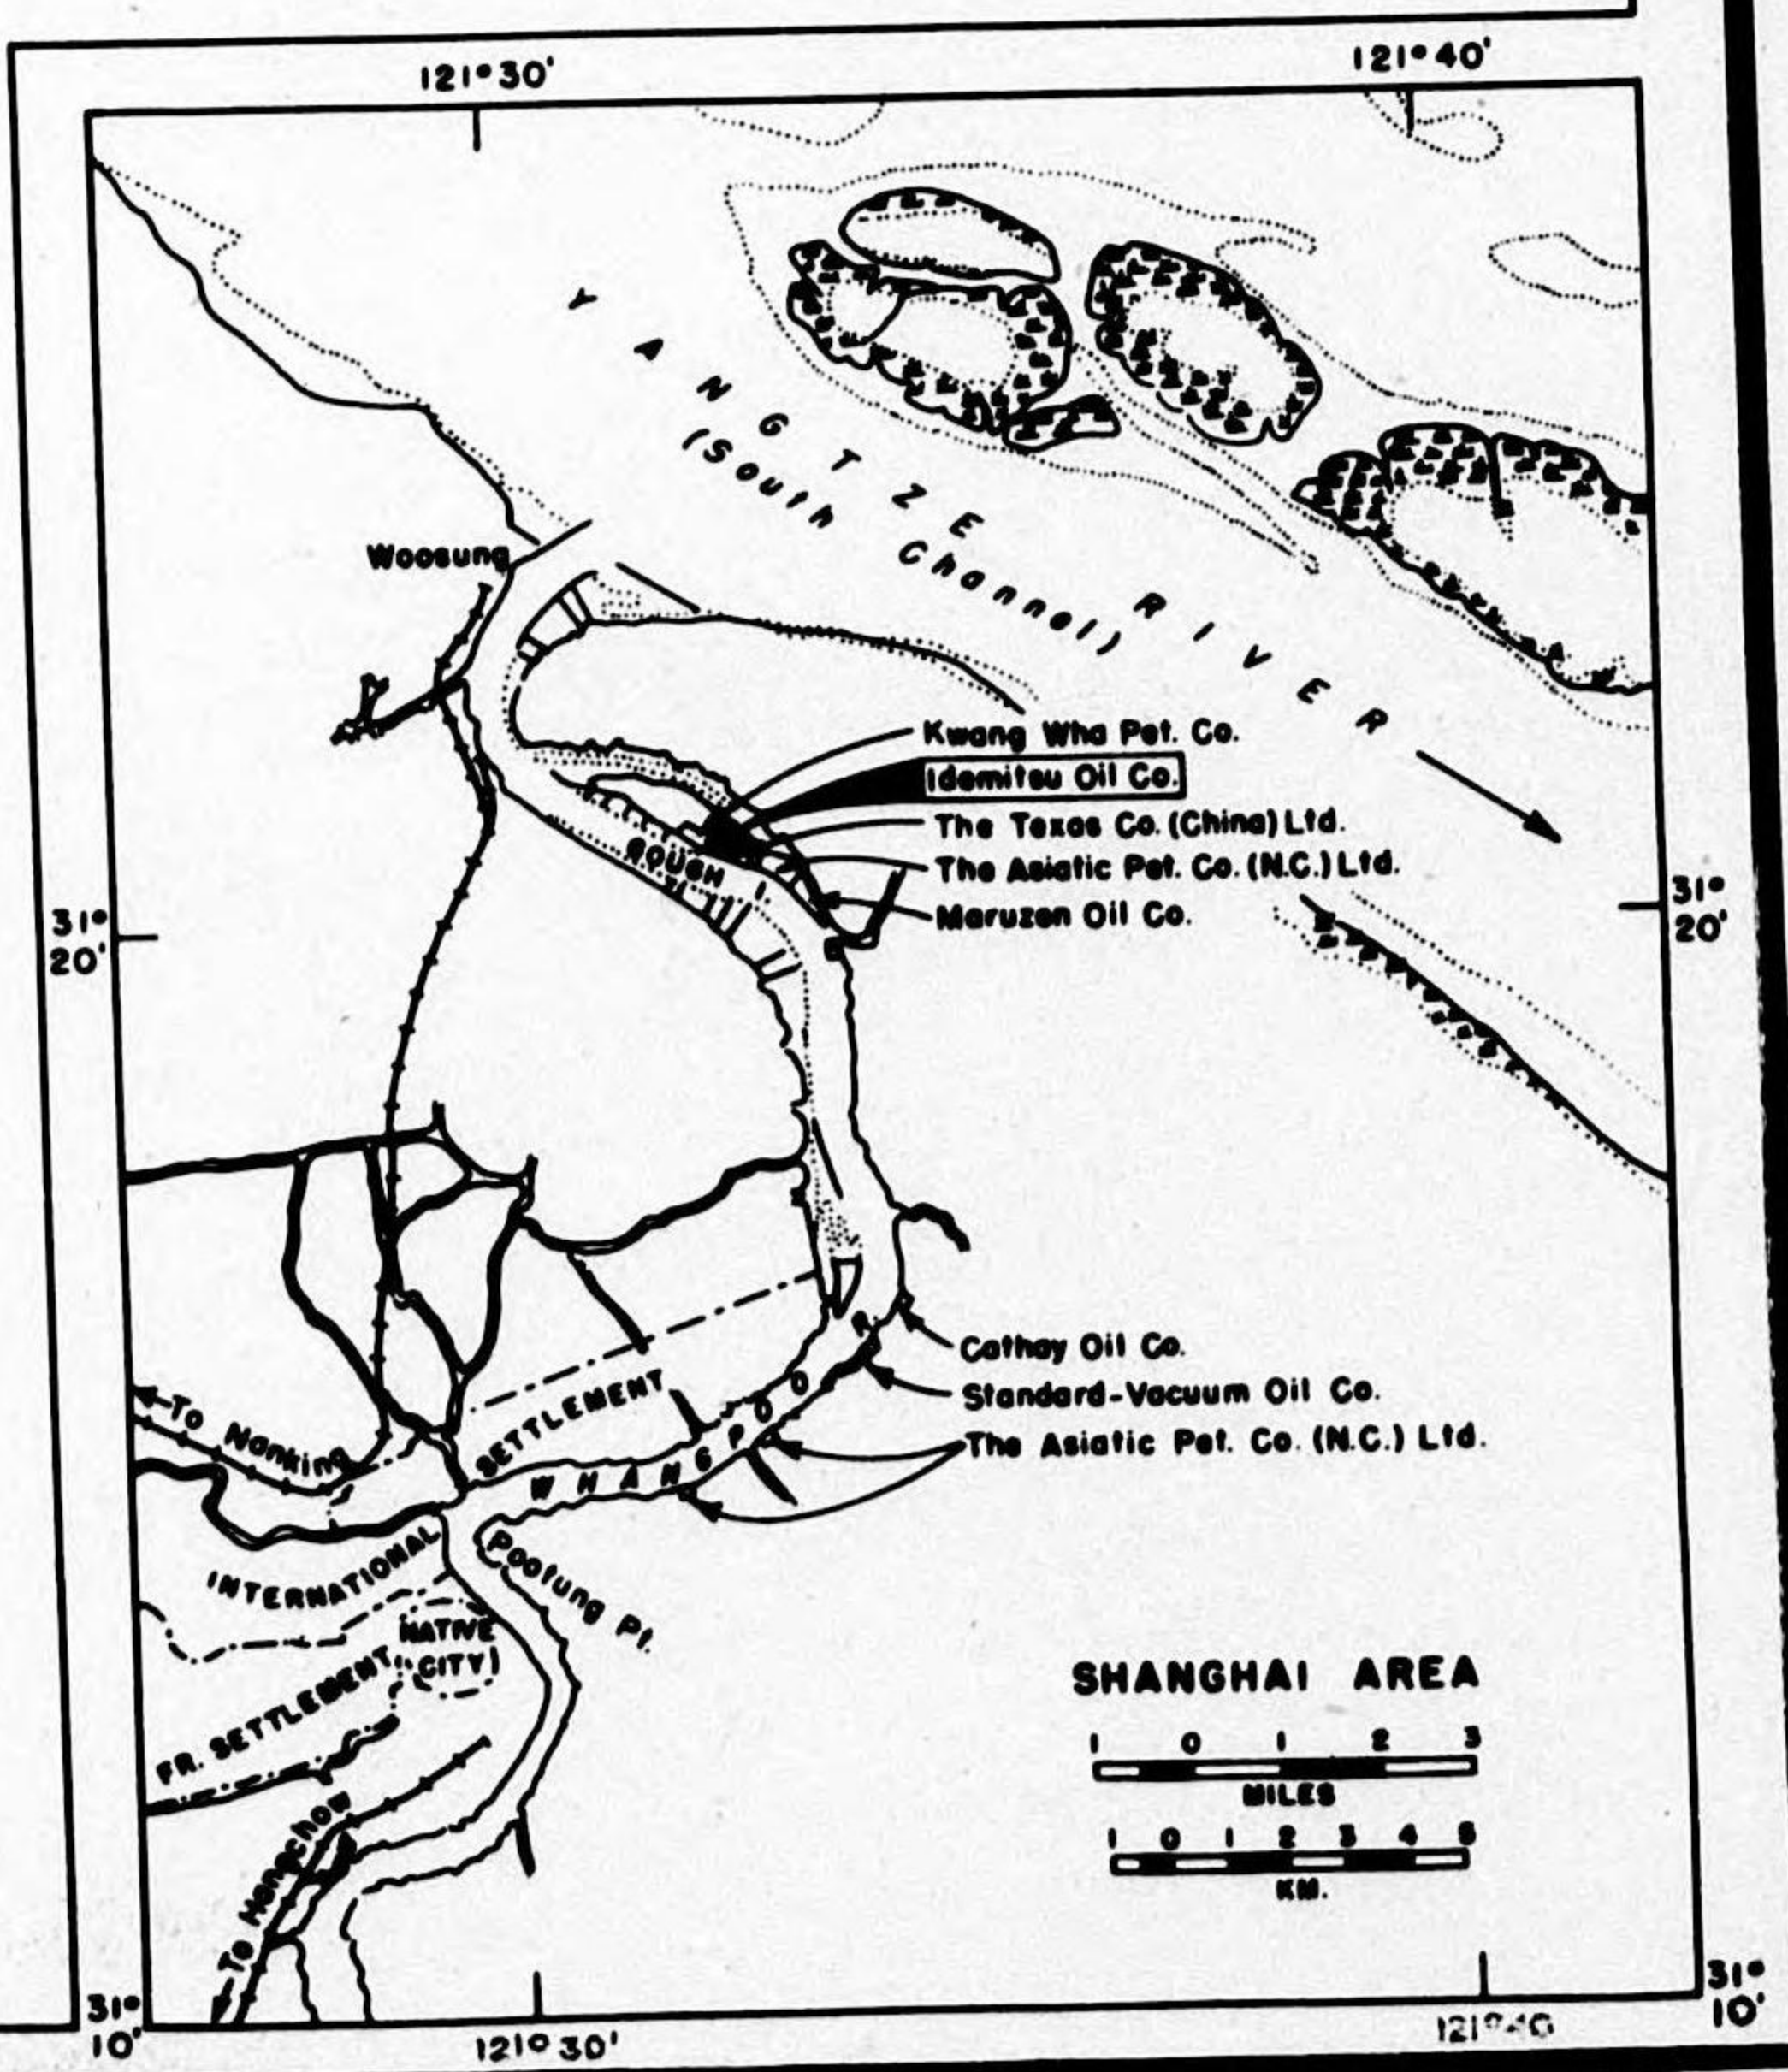 121° 30'
121° 40'
YANGTZE RIVER
(South Channel)
Woosung
Kwang Wha Pet. Co.
Idemitsu Oil Co.
The Texas Co. (China) Ltd.
The Asiatic Pet. Co. (N.C.) Ltd.
Maruzen Oil Co.
GOUGH I.
31°
20'
31°
20'
Cathay Oil Co.
Standard-Vacuum Oil Co.
The Asiatic Pet. Co. (N.C.) Ltd.
To Nanking
SETTLEMENT
WHANGPOO R.
INTERNATIONAL
Pootung Pt.
NATIVE
CITY)
FR. SETTLEMENT
To Hangchow
SHANGHAI AREA
1 0 1 2 3
MILES
1 0 1 2 3 4 5
KM.
31°
10'
31°
10'
121° 30'
121° 40